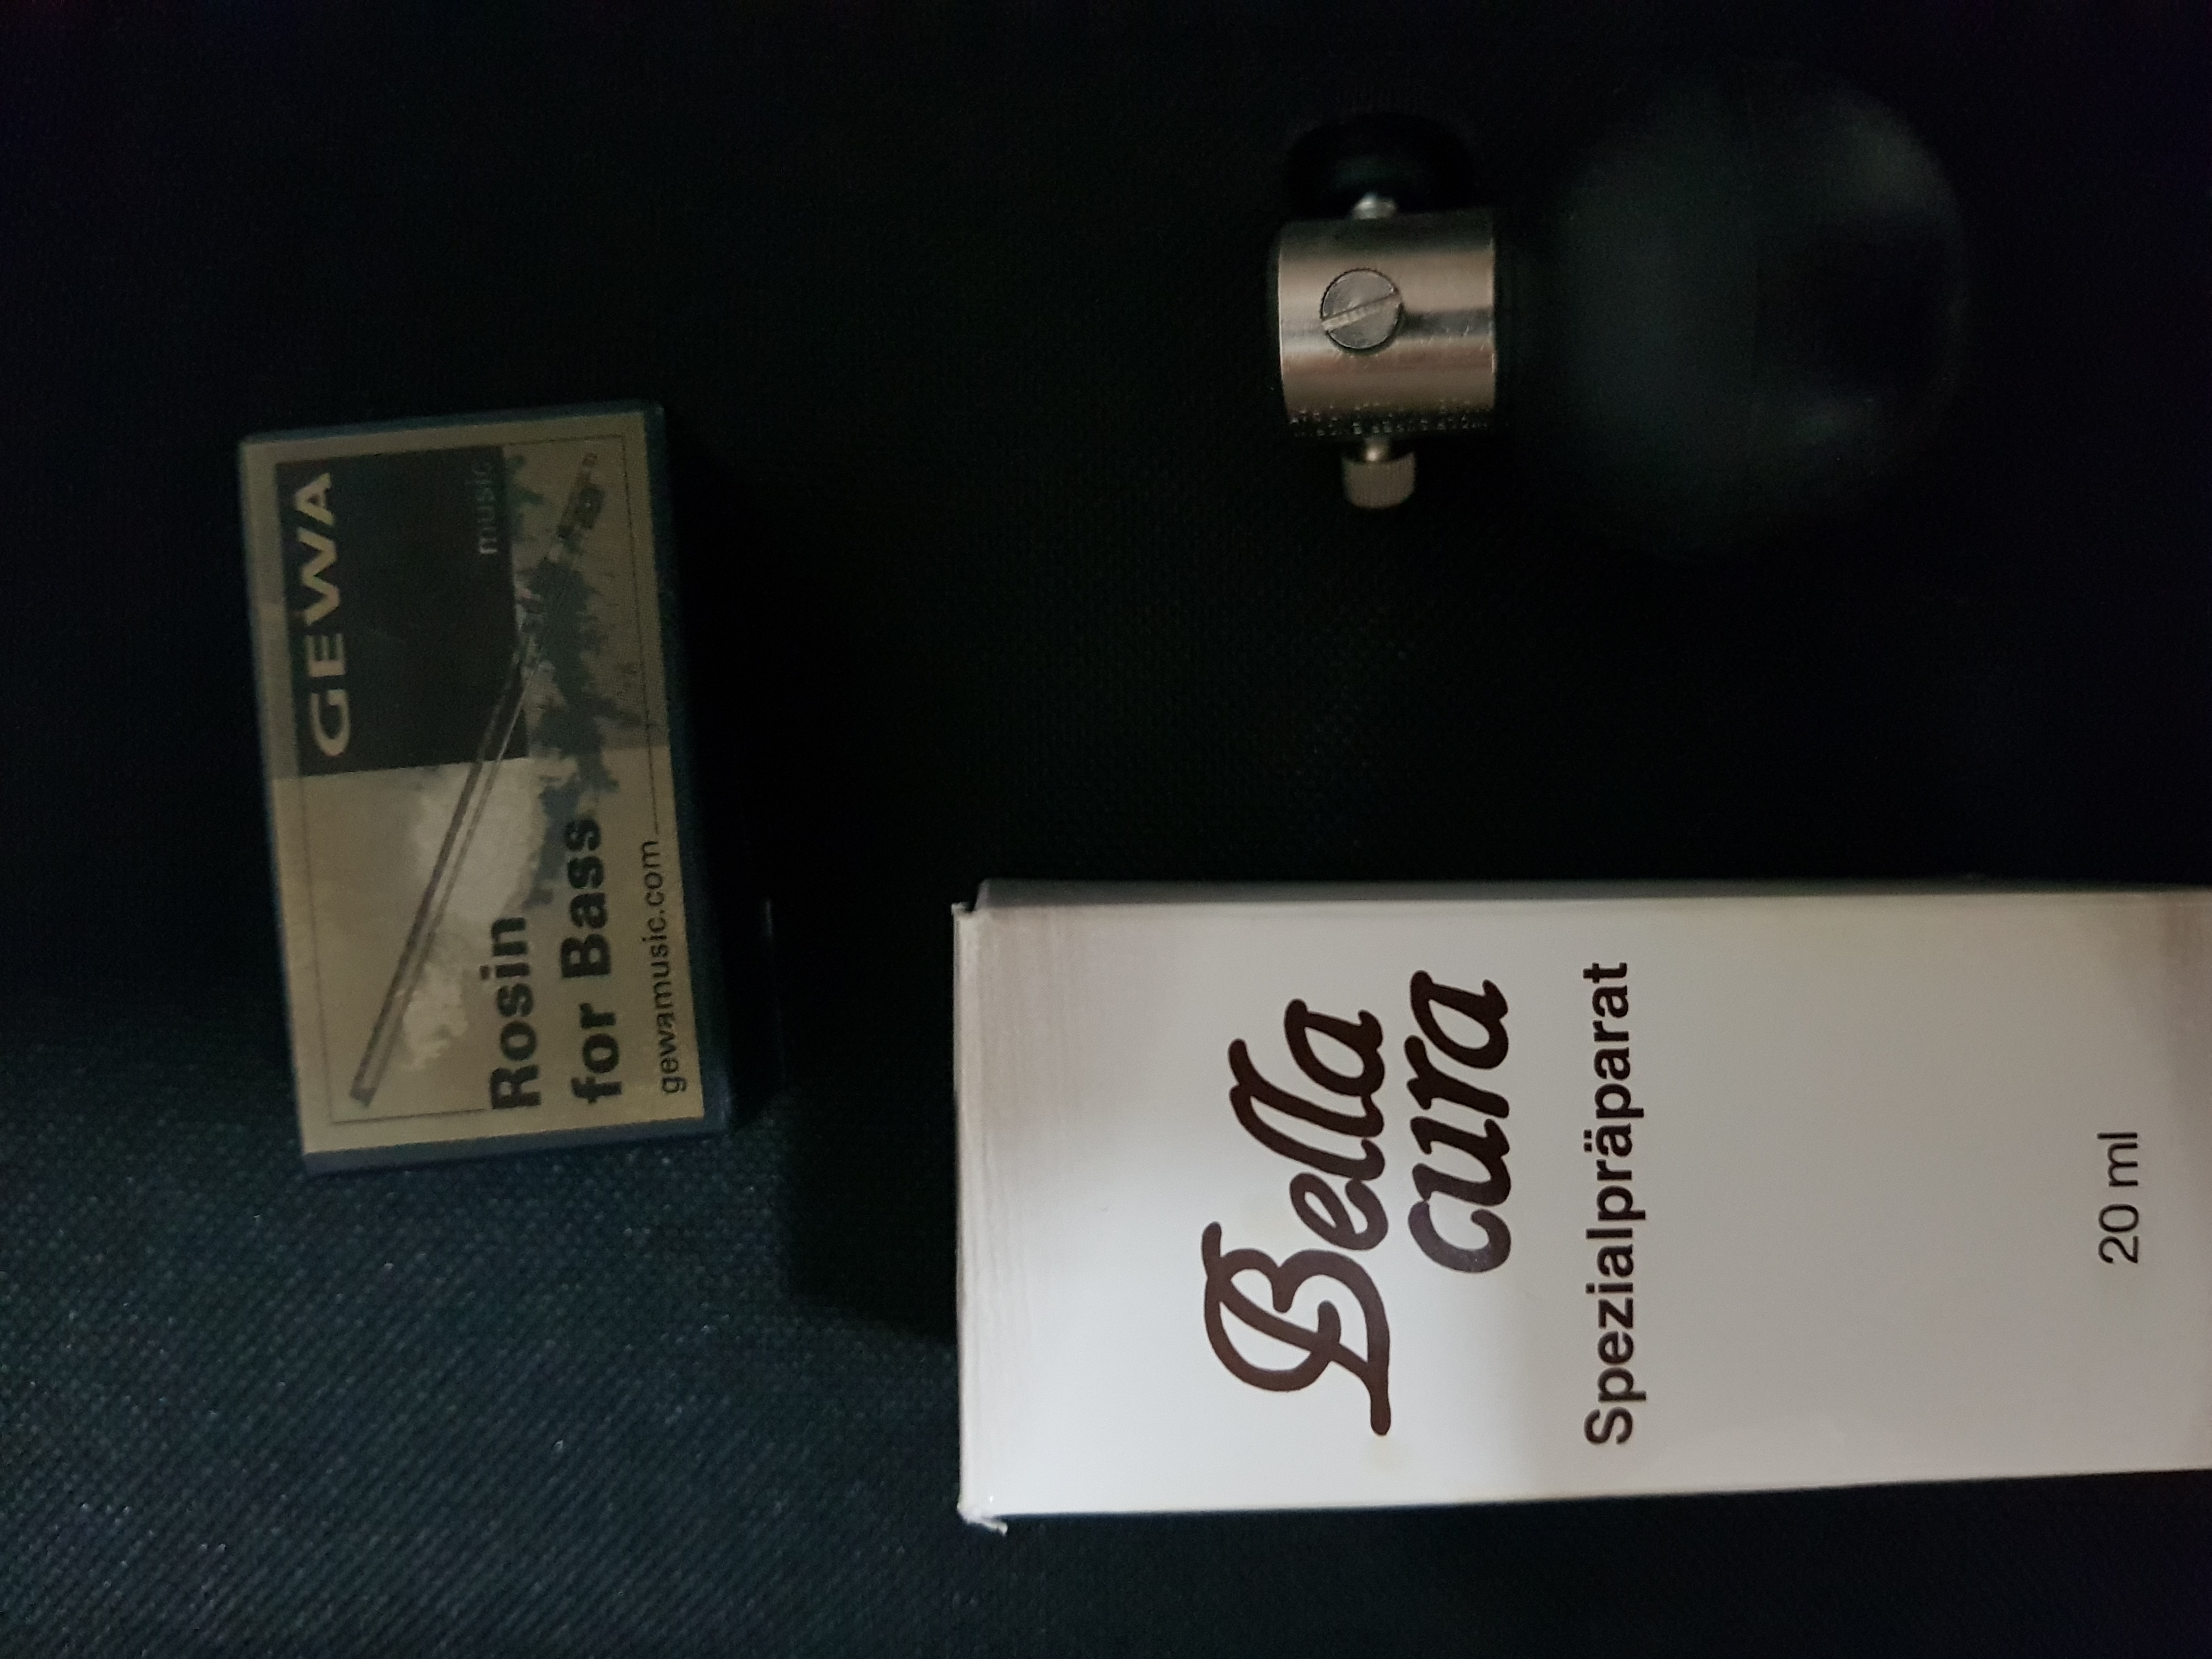 GEWA
music
Rosin
for Bass
gewamusic.com
Bella
cura
Spezialpräparat
20 ml